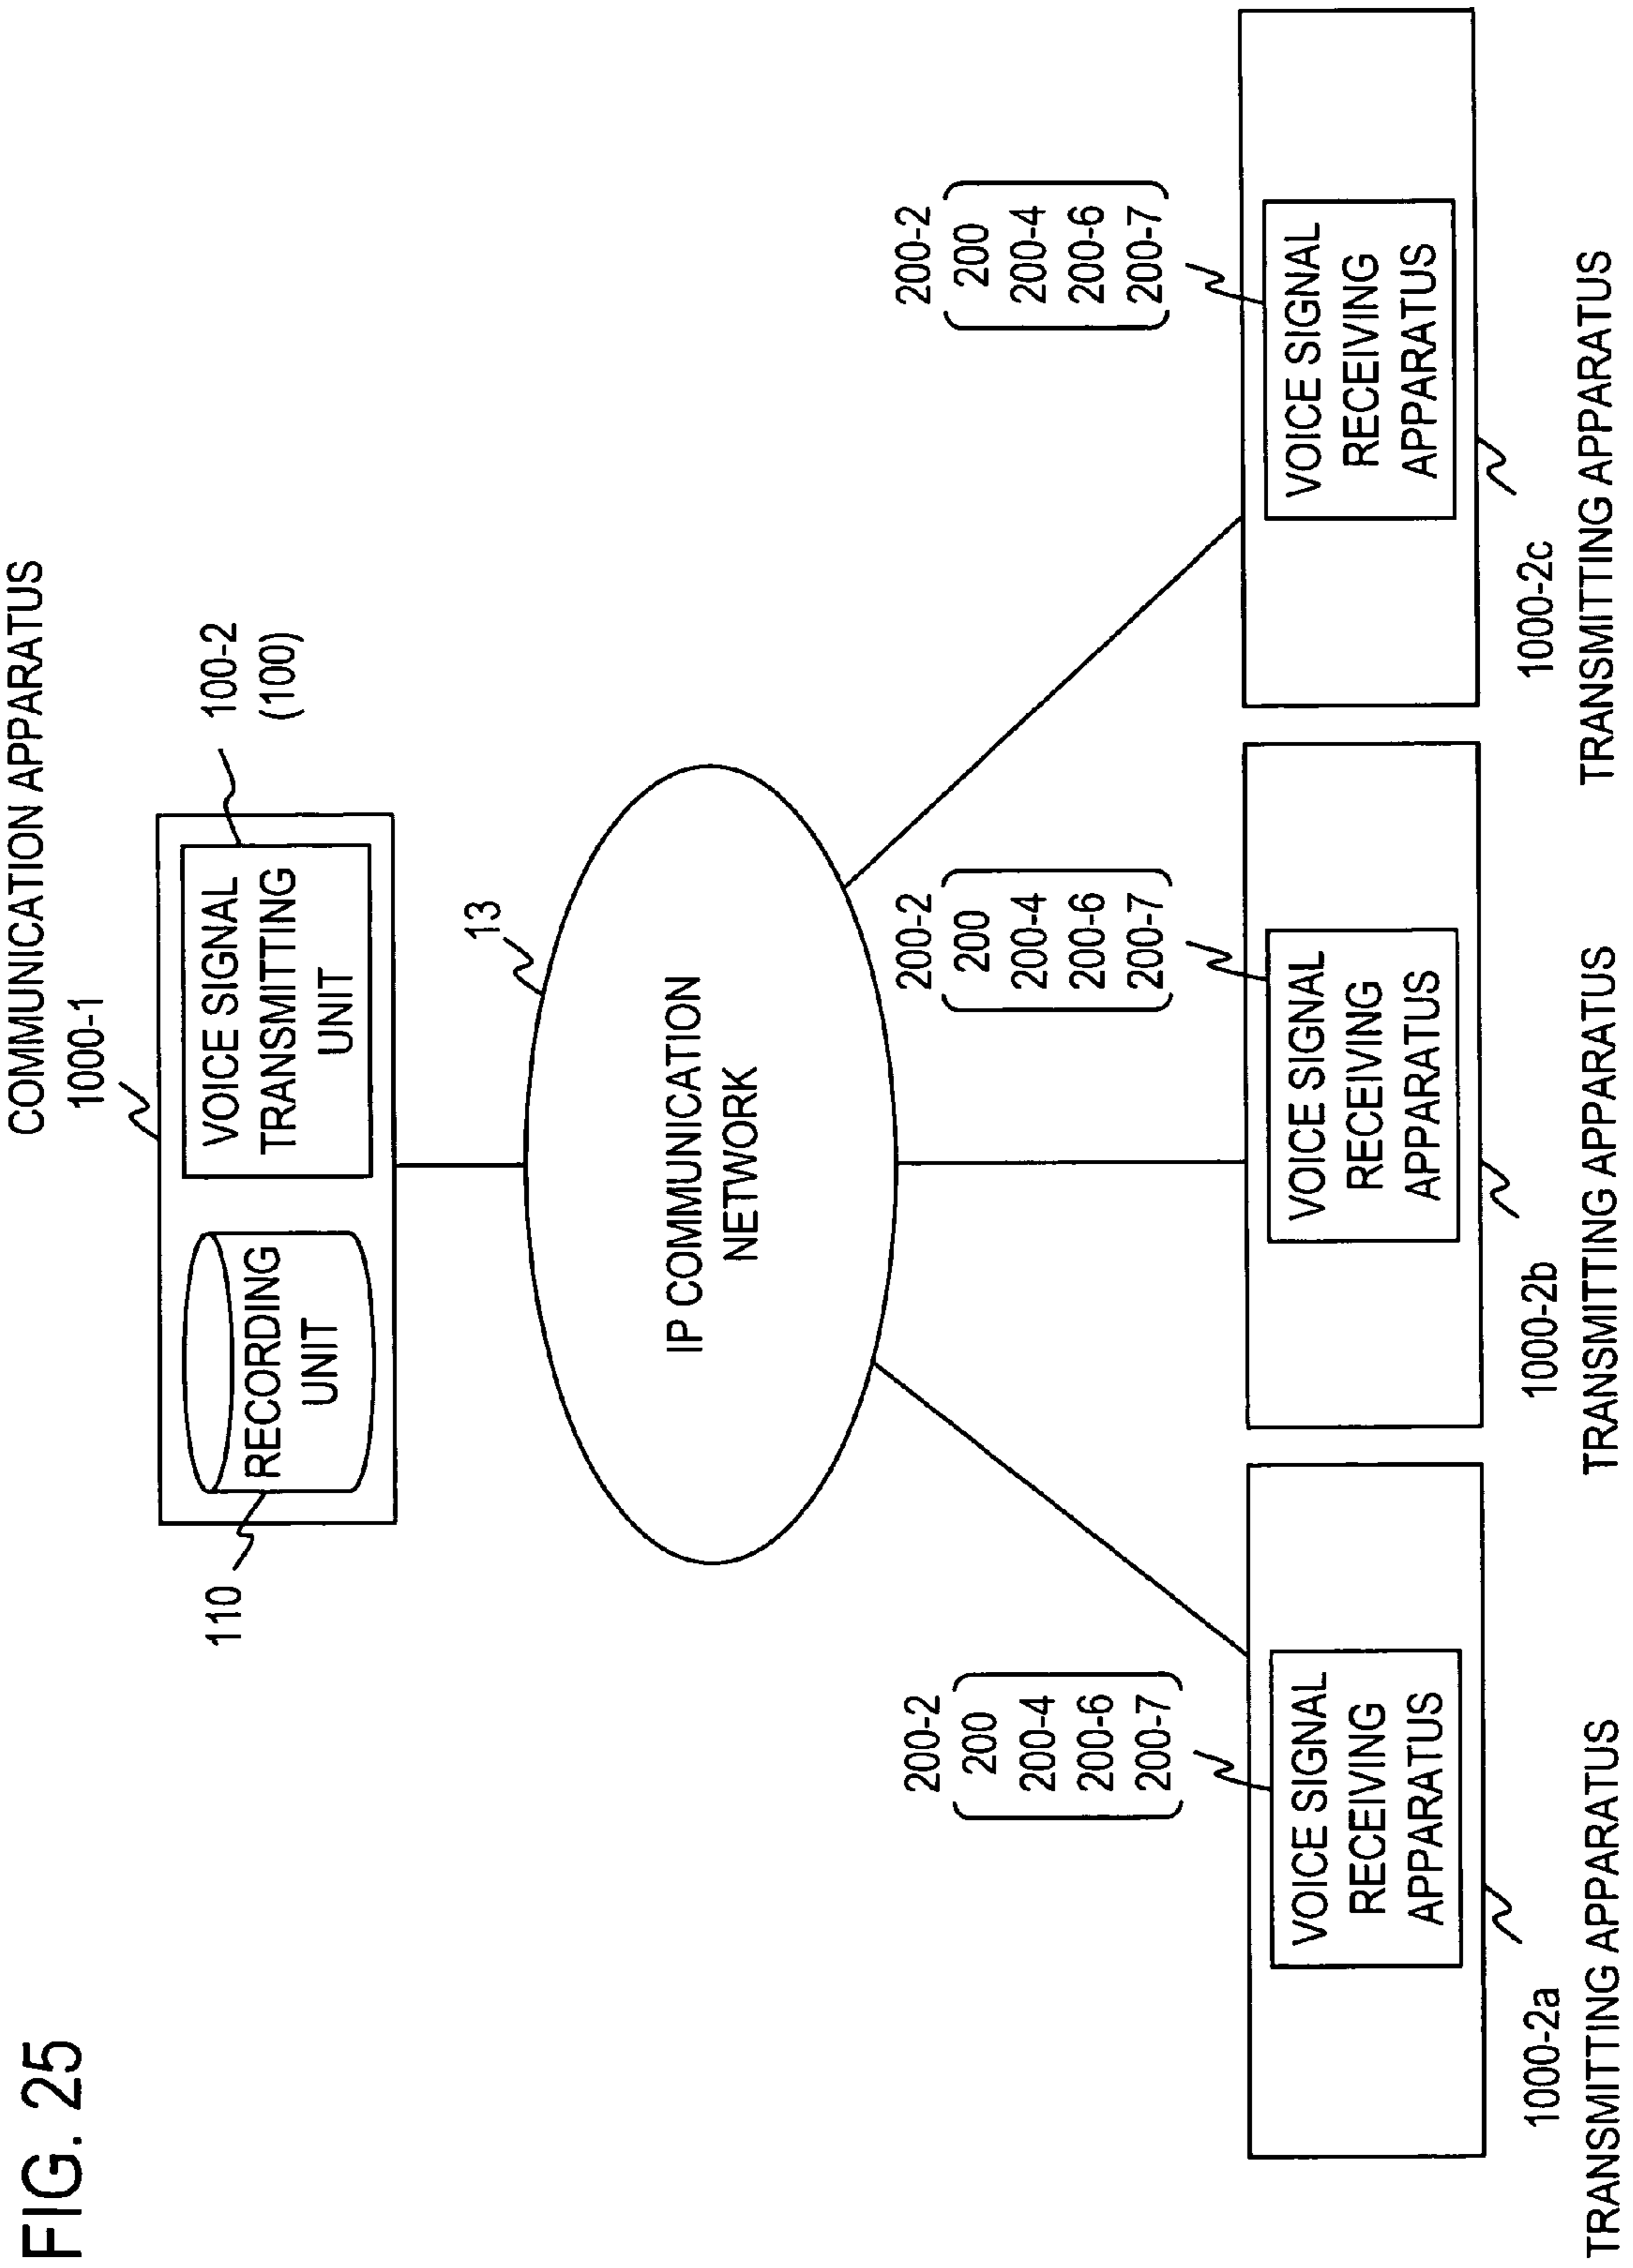 FIG. 25
COMMUNICATION APPARATUS
1000-1
110
RECORDING
UNIT
VOICE SIGNAL
TRANSMITTING
UNIT
100-2
(100)
13
IP COMMUNICATION
NETWORK
200-2
200
200-4
200-6
200-7
VOICE SIGNAL
RECEIVING
APPARATUS
1000-2a
TRANSMITTING APPARATUS
200-2
200
200-4
200-6
200-7
VOICE SIGNAL
RECEIVING
APPARATUS
1000-2b
TRANSMITTING APPARATUS
200-2
200
200-4
200-6
200-7
VOICE SIGNAL
RECEIVING
APPARATUS
1000-2c
TRANSMITTING APPARATUS